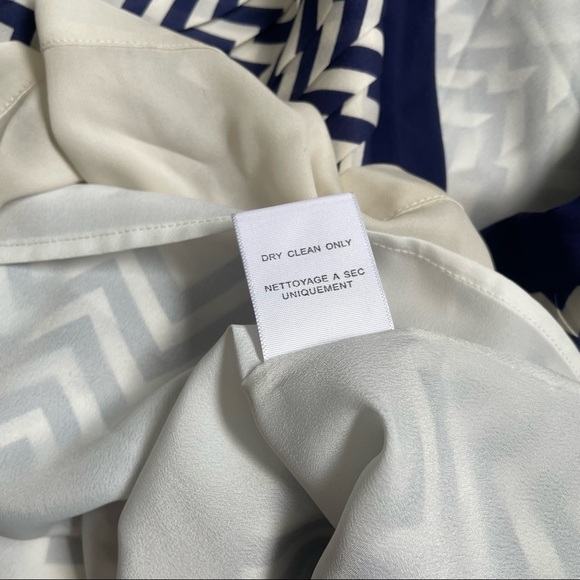 DRY CLEAN ONLY
NETTOYAGE A SEC
UNIQUEMENT